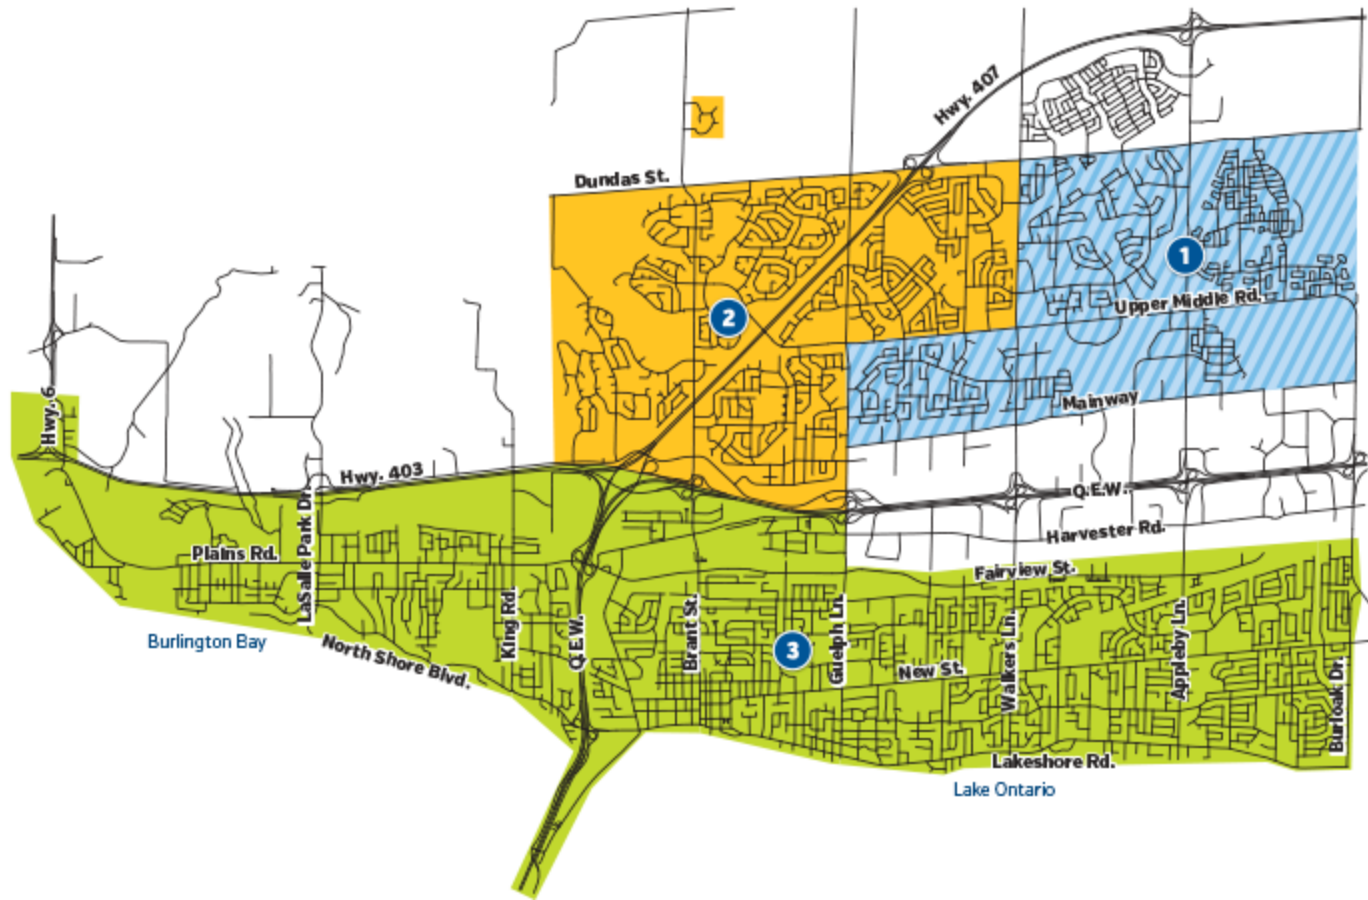 Hwy. 407
Dundas St.
1
Upper Middle Rd.
2
Mainway
Hwy. 6
Hwy. 403
Q.E.W.
LaSalle Park Dr.
Harvester Rd.
Plains Rd.
Fairview St.
King Rd.
Q.E.W.
Brant St.
3
Guelph Ln.
Walkers Ln.
Appleby Ln.
Burlington Bay
North Shore Blvd.
New St.
Burloak Dr.
Lakeshore Rd.
Lake Ontario